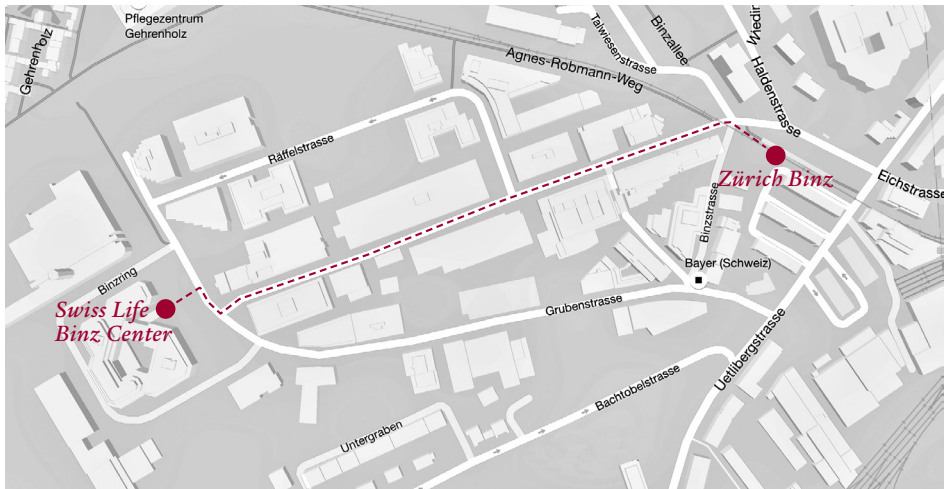 Pflegezentrum
Gehrenholz
Gehrenholz
Talwiesenstrasse
Binzallee
Agnes-Robmann-Weg
Haldenstrasse
Räffelstrasse
Zürich Binz
Eichstrasse
Binzstrasse
Bayer (Schweiz)
Binzring
Swiss Life
Binz Center
Grubenstrasse
Uetlibergstrasse
Bachtobelstrasse
Untergraben